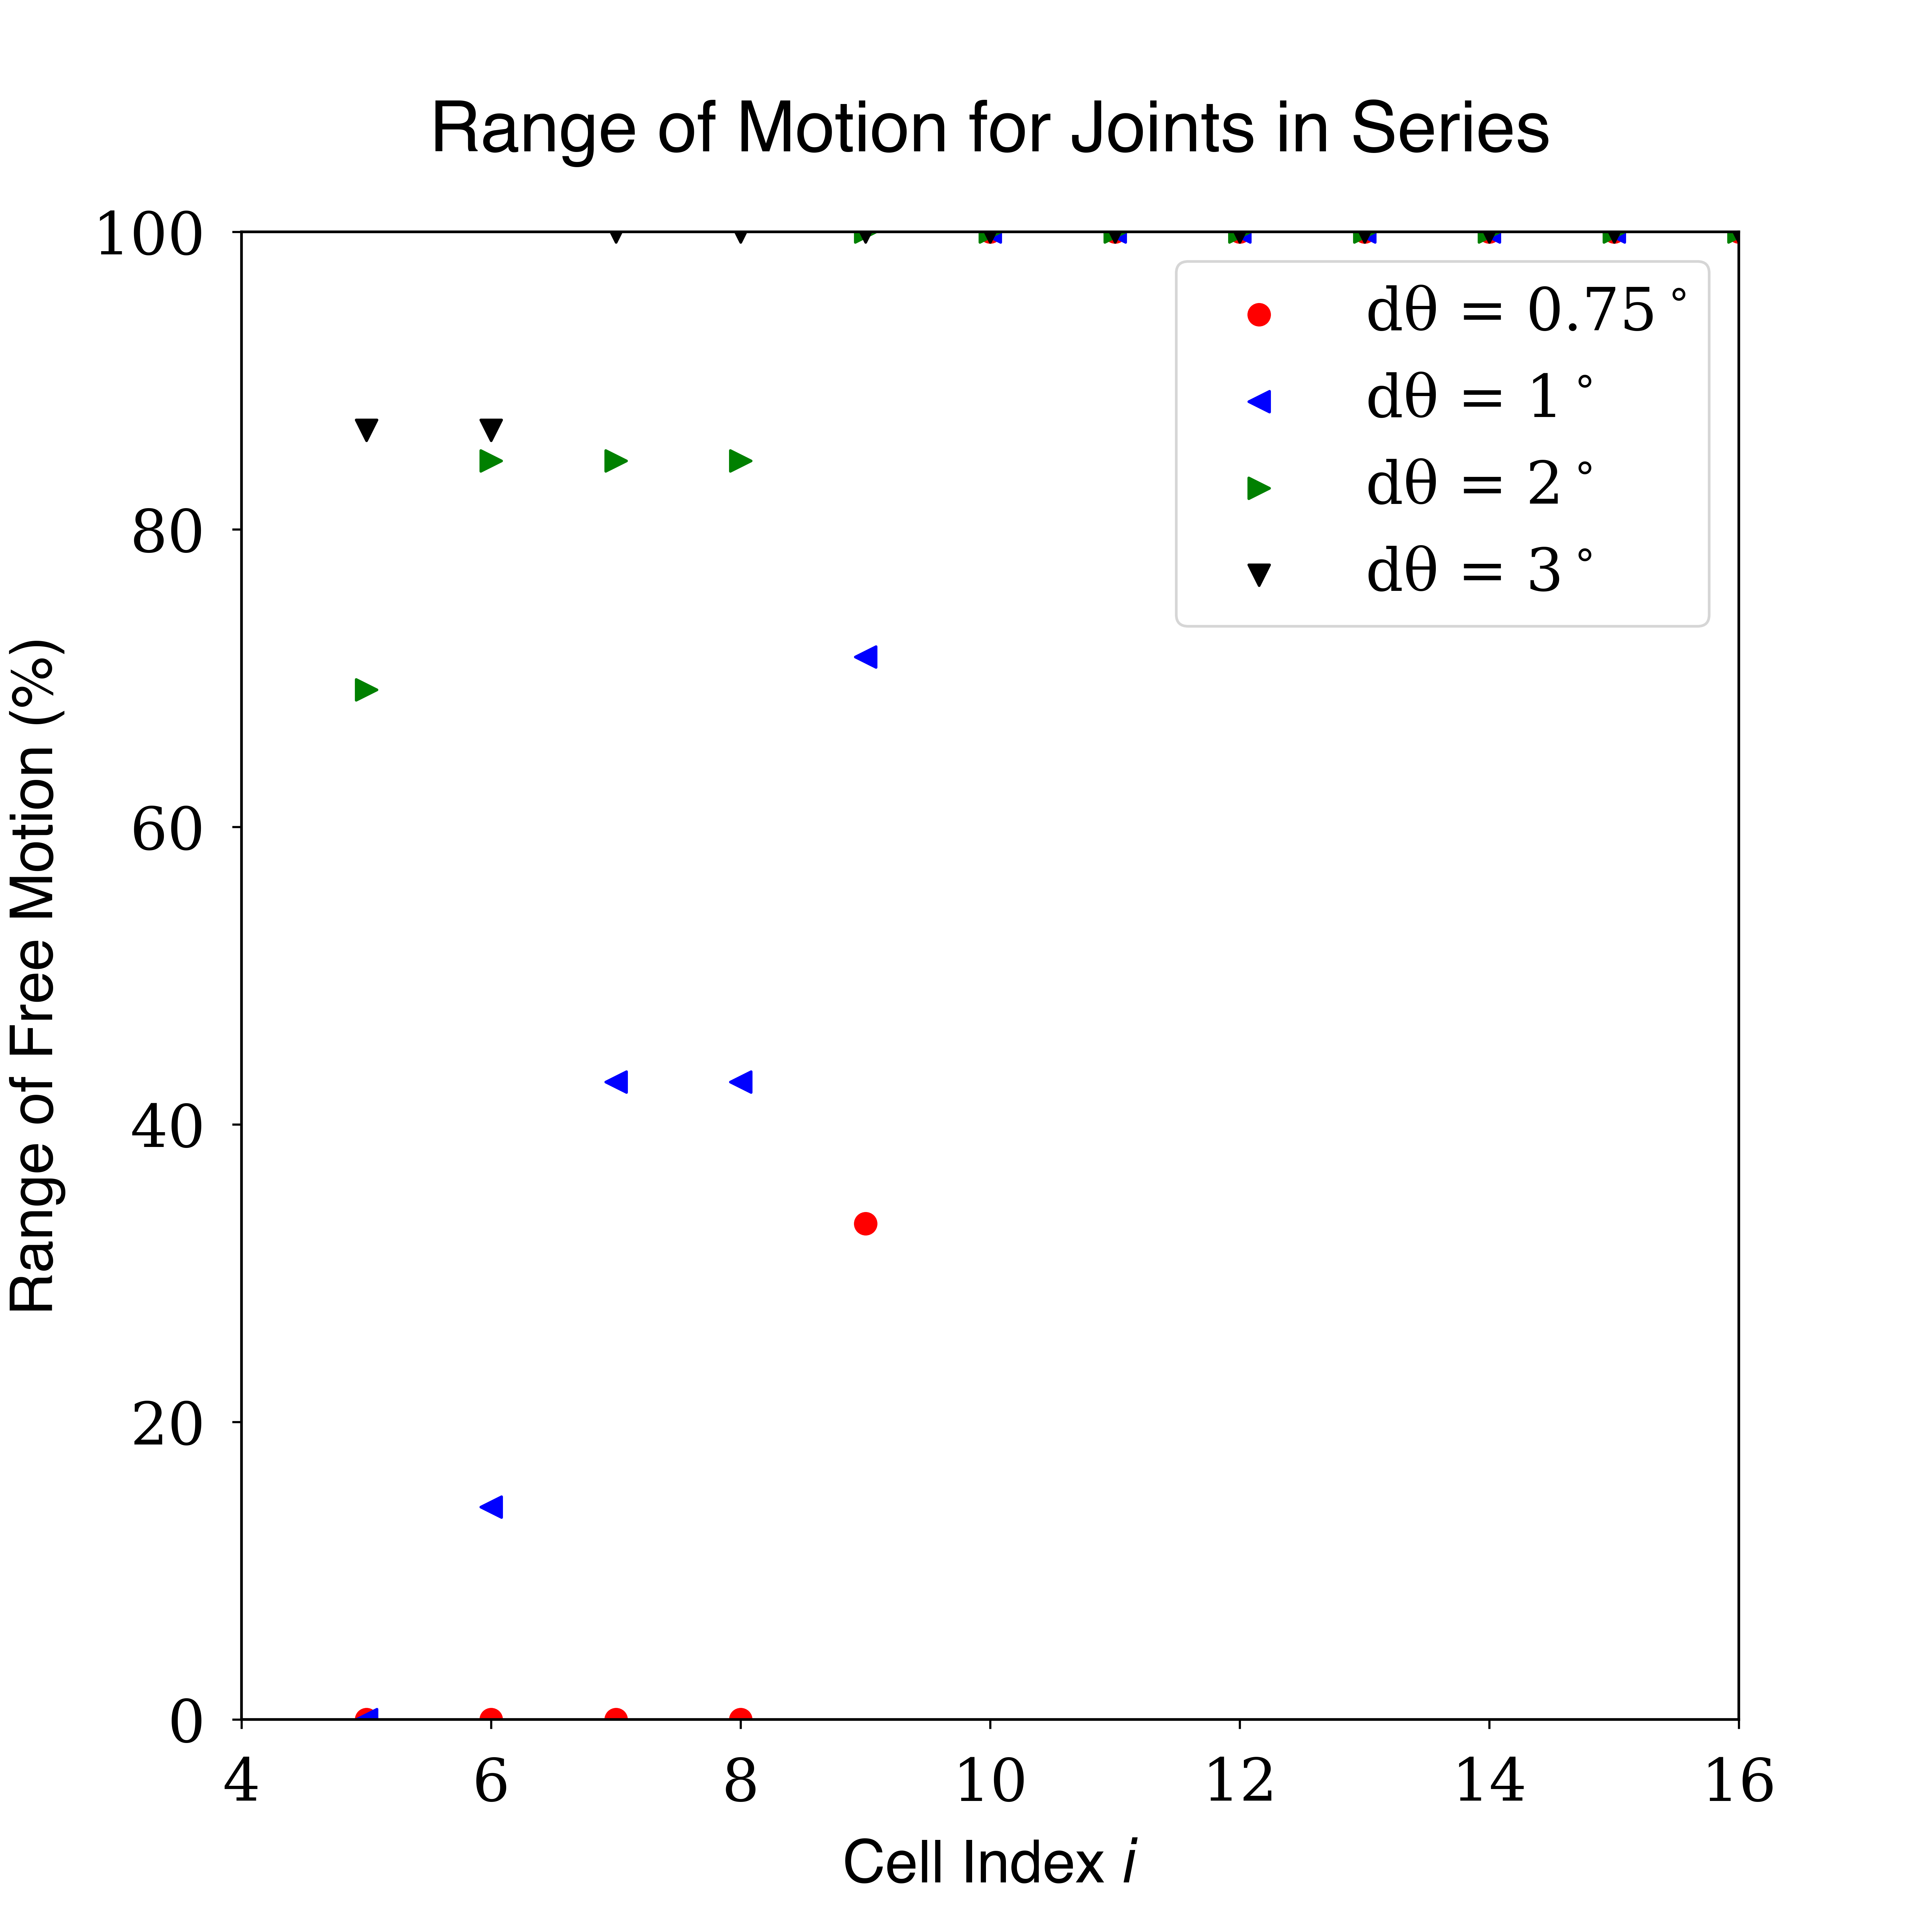 Range of Motion for Joints in Series
100
80
60
40
20
0
Range of Free Motion (%)
dθ = 0.75°
dθ = 1°
dθ = 2°
dθ = 3°
4 6 8 10 12 14 16
Cell Index i